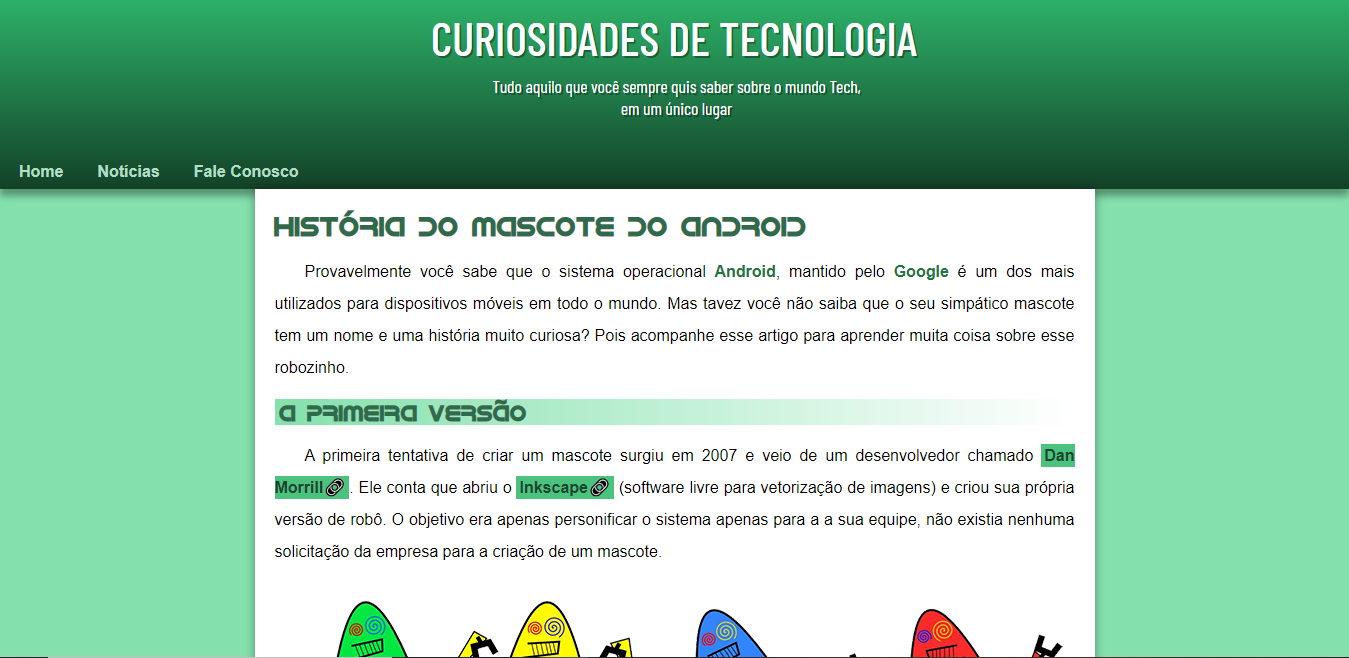 CURIOSIDADES DE TECNOLOGIA
Tudo aquilo que você sempre quis saber sobre o mundo Tech,
em um único lugar
Home Notícias Fale Conosco
HISTÓRIA DO MASCOTE DO ANDROID
Provavelmente você sabe que o sistema operacional Android, mantido pelo Google é um dos mais
utilizados para dispositivos móveis em todo o mundo. Mas tavez você não saiba que o seu simpático mascote
tem um nome e uma história muito curiosa? Pois acompanhe esse artigo para aprender muita coisa sobre esse
robozinho.
A PRIMEIRA VERSÃO
A primeira tentativa de criar um mascote surgiu em 2007 e veio de um desenvolvedor chamado Dan
Morrill. Ele conta que abriu o Inkscape (software livre para vetorização de imagens) e criou sua própria
versão de robô. O objetivo era apenas personificar o sistema apenas para a a sua equipe, não existia nenhuma
solicitação da empresa para a criação de um mascote.